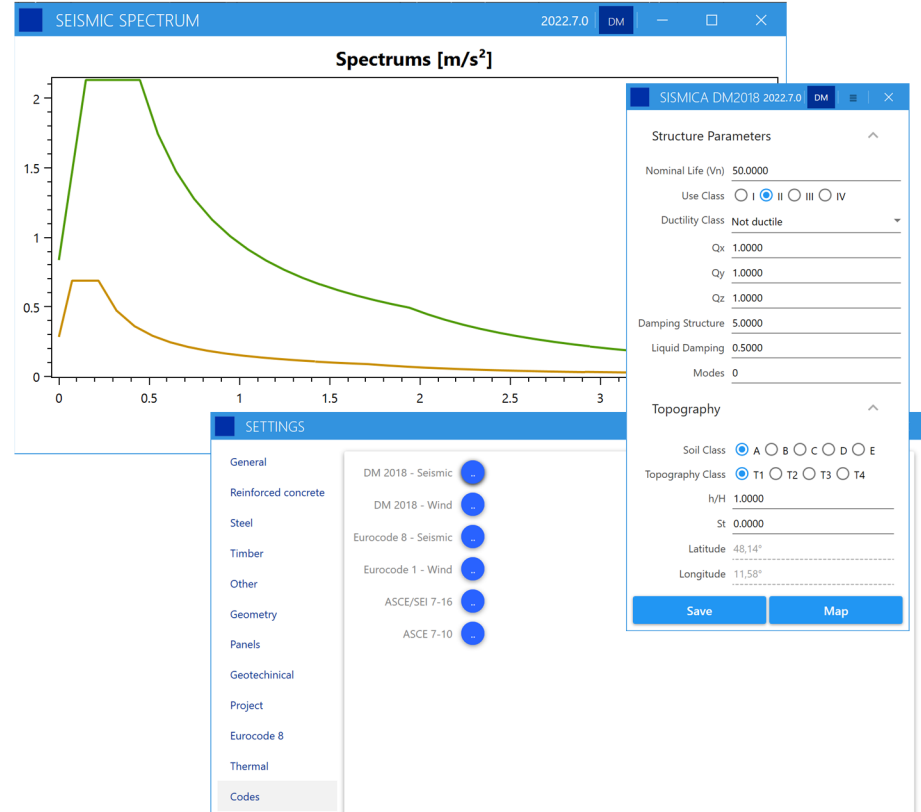 SEISMIC SPECTRUM 2022.7.0 DM
Spectrums [m/s²]
2
1.5
1
0.5
0
0 0.5 1 1.5 2 2.5 3
SISMICA DM2018 2022.7.0 DM
Structure Parameters
Nominal Life (Vn) 50.0000
Use Class I II III IV
Ductility Class Not ductile
Qx 1.0000
Qy 1.0000
Qz 1.0000
Damping Structure 5.0000
Liquid Damping 0.5000
Modes 0
Topography
Soil Class A B C D E
Topography Class T1 T2 T3 T4
h/H 1.0000
St 0.0000
Latitude 48,14°
Longitude 11,58°
Save Map
SETTINGS
General
Reinforced concrete
Steel
Timber
Other
Geometry
Panels
Geotechinical
Project
Eurocode 8
Thermal
Codes
DM 2018 - Seismic ..
DM 2018 - Wind ..
Eurocode 8 - Seismic ..
Eurocode 1 - Wind ..
ASCE/SEI 7-16 ..
ASCE 7-10 ..